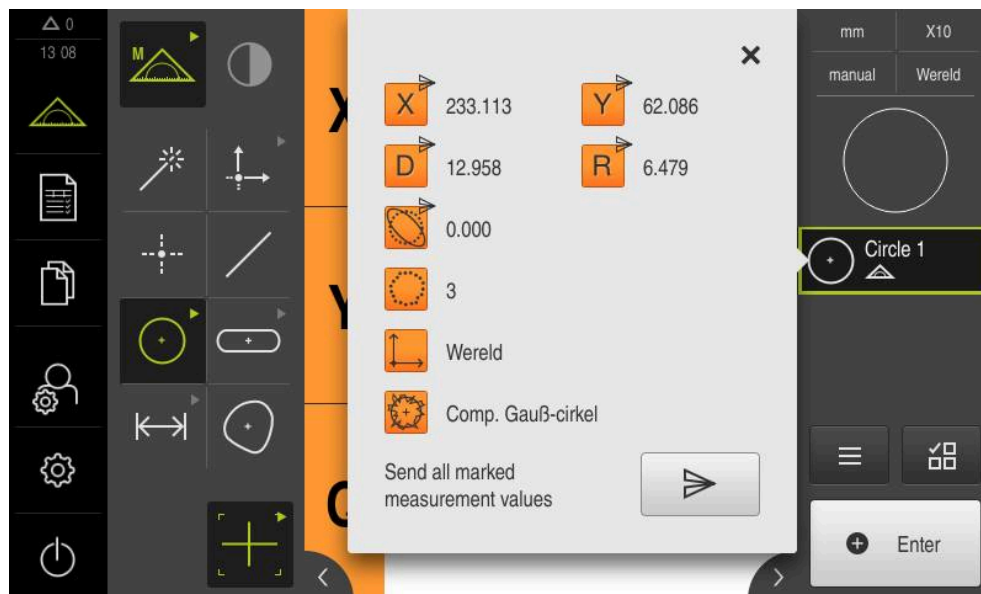 0
13 08
M
X
Y
X 233.113
Y 62.086
D 12.958
R 6.479
0.000
3
Wereld
Comp. Gauß-cirkel
Send all marked
measurement values
mm
X10
manual
Wereld
Circle 1
Enter